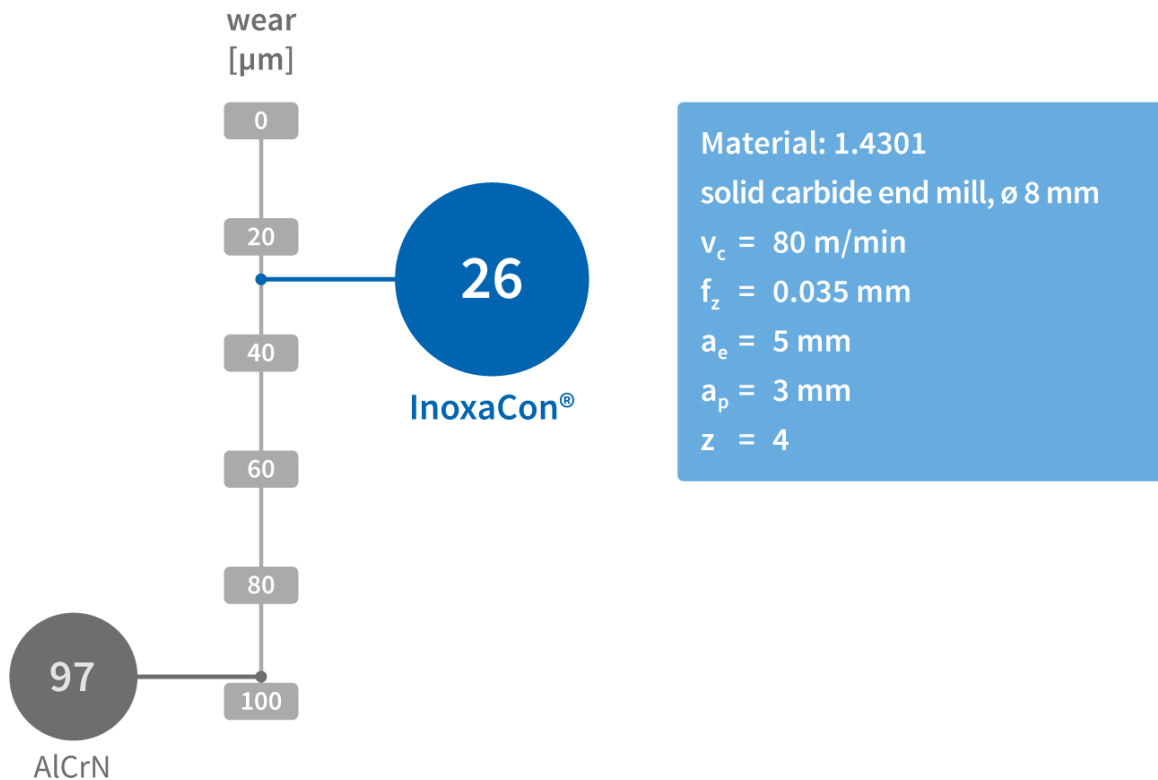 wear
[µm]
0
20
40
60
80
100
26
InoxaCon®
97
AlCrN
Material: 1.4301
solid carbide end mill, ø 8 mm
vc = 80 m/min
fz = 0.035 mm
ae = 5 mm
ap = 3 mm
z = 4